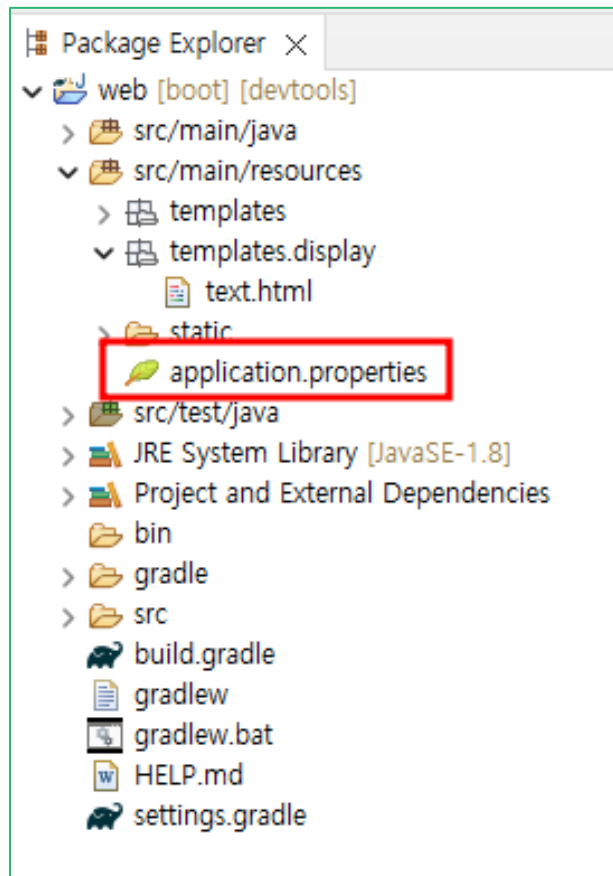 Package Explorer
web [boot] [devtools]
src/main/java
src/main/resources
templates
templates.display
text.html
static
application.properties
src/test/java
JRE System Library [JavaSE-1.8]
Project and External Dependencies
bin
gradle
src
build.gradle
gradlew
gradlew.bat
HELP.md
settings.gradle